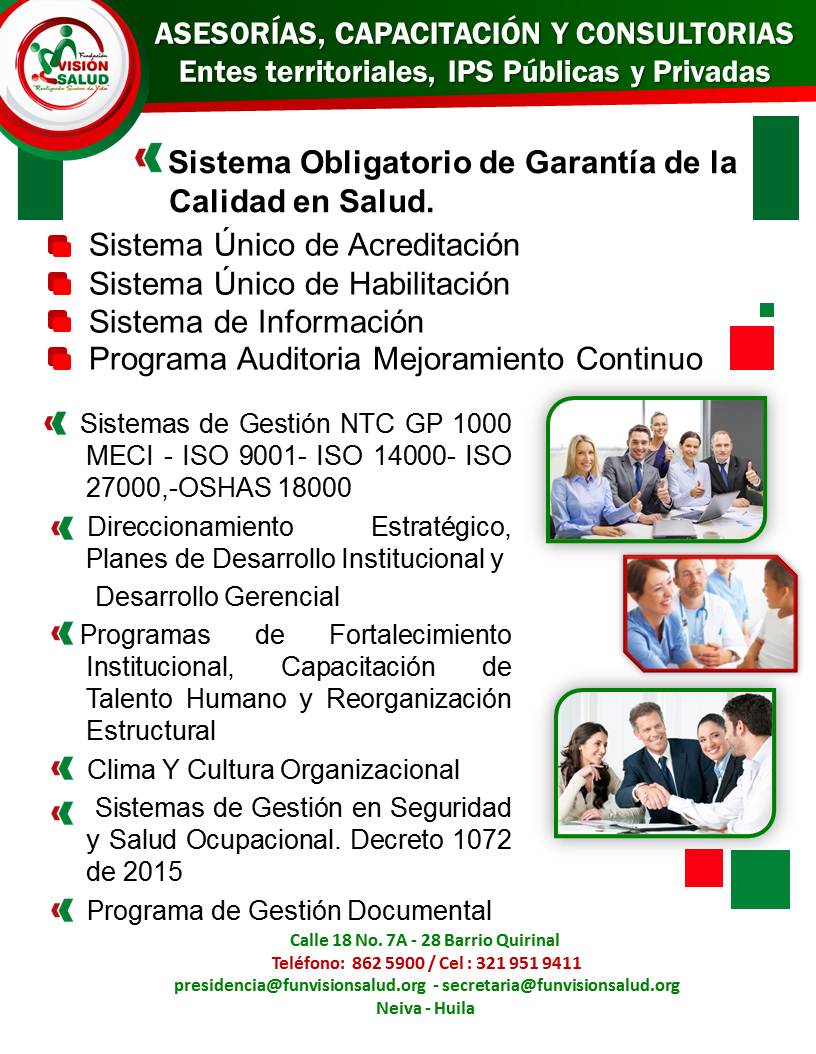 Fundación
VISIÓN
SALUD
ASESORÍAS, CAPACITACIÓN Y CONSULTORIAS
Entes territoriales, IPS Públicas y Privadas
Sistema Obligatorio de Garantía de la
Calidad en Salud.
Sistema Único de Acreditación
Sistema Único de Habilitación
Sistema de Información
Programa Auditoria Mejoramiento Continuo
Sistemas de Gestión NTC GP 1000
MECI - ISO 9001- ISO 14000- ISO
27000,-OSHAS 18000
Direccionamiento Estratégico,
Planes de Desarrollo Institucional y
Desarrollo Gerencial
Programas de Fortalecimiento
Institucional, Capacitación de
Talento Humano y Reorganización
Estructural
Clima Y Cultura Organizacional
Sistemas de Gestión en Seguridad
y Salud Ocupacional. Decreto 1072
de 2015
Programa de Gestión Documental
Calle 18 No. 7A - 28 Barrio Quirinal
Teléfono: 862 5900 / Cel : 321 951 9411
presidencia@funvisionsalud.org - secretaria@funvisionsalud.org
Neiva - Huila